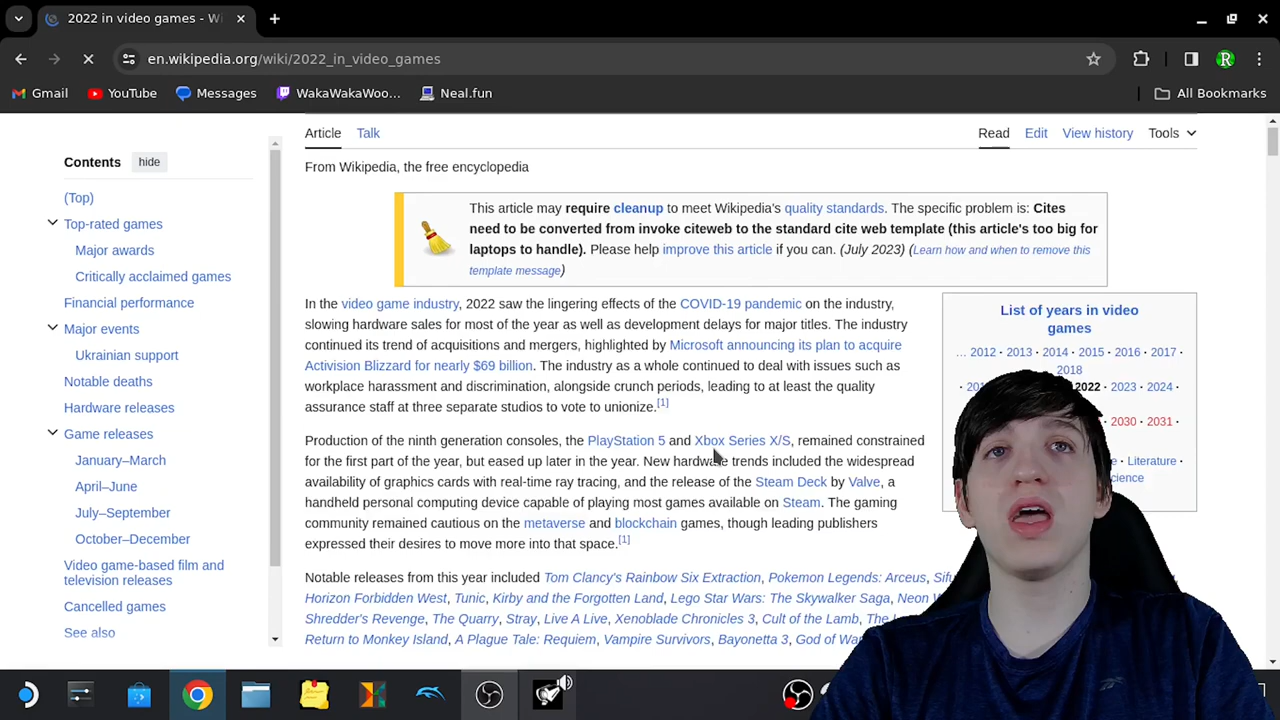 2022 in video games - Wi
en.wikipedia.org/wiki/2022_in_video_games
R
Gmail
YouTube
Messages
WakaWakaWoo...
Neal.fun
All Bookmarks
Contents hide
(Top)
Top-rated games
Major awards
Critically acclaimed games
Financial performance
Major events
Ukrainian support
Notable deaths
Hardware releases
Game releases
January–March
April–June
July–September
October–December
Video game-based film and
television releases
Cancelled games
See also
Article Talk
Read Edit View history Tools
From Wikipedia, the free encyclopedia
This article may require cleanup to meet Wikipedia's quality standards. The specific problem is: Cites
need to be converted from invoke citeweb to the standard cite web template (this article's too big for
laptops to handle). Please help improve this article if you can. (July 2023) (Learn how and when to remove this
template message)
In the video game industry, 2022 saw the lingering effects of the COVID-19 pandemic on the industry,
slowing hardware sales for most of the year as well as development delays for major titles. The industry
continued its trend of acquisitions and mergers, highlighted by Microsoft announcing its plan to acquire
Activision Blizzard for nearly $69 billion. The industry as a whole continued to deal with issues such as
workplace harassment and discrimination, alongside crunch periods, leading to at least the quality
assurance staff at three separate studios to vote to unionize.[1]
Production of the ninth generation consoles, the PlayStation 5 and Xbox Series X/S, remained constrained
for the first part of the year, but eased up later in the year. New hardware trends included the widespread
availability of graphics cards with real-time ray tracing, and the release of the Steam Deck by Valve, a
handheld personal computing device capable of playing most games available on Steam. The gaming
community remained cautious on the metaverse and blockchain games, though leading publishers
expressed their desires to move more into that space.[1]
Notable releases from this year included Tom Clancy's Rainbow Six Extraction, Pokemon Legends: Arceus, Sifu
Horizon Forbidden West, Tunic, Kirby and the Forgotten Land, Lego Star Wars: The Skywalker Saga, Neon W
Shredder's Revenge, The Quarry, Stray, Live A Live, Xenoblade Chronicles 3, Cult of the Lamb, The L
Return to Monkey Island, A Plague Tale: Requiem, Vampire Survivors, Bayonetta 3, God of Wa
List of years in video
games
... 2012 · 2013 · 2014 · 2015 · 2016 · 2017 ·
2018
2022 · 2023 · 2024 ·
2030 · 2031 ·
· Literature